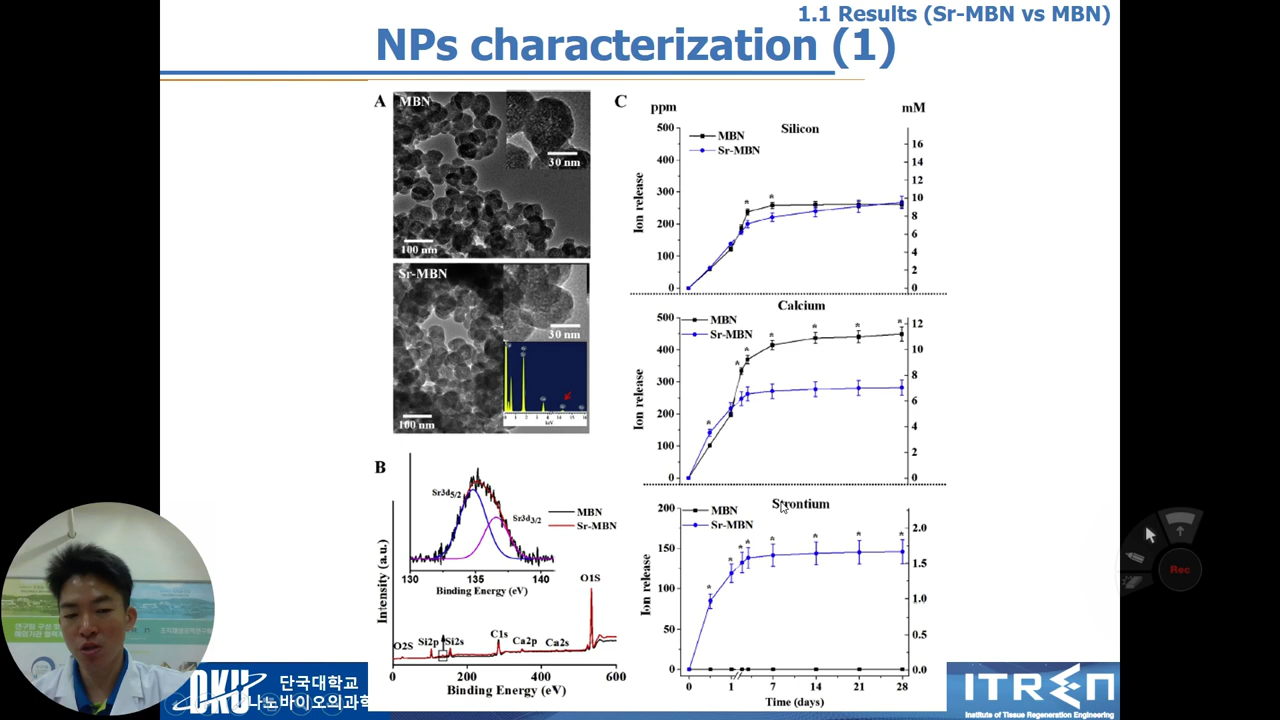 1.1 Results (Sr-MBN vs MBN)
NPs characterization (1)
A
MBN
30 nm
100 nm
Sr-MBN
30 nm
100 nm
B
Sr3d5/2
Sr3d3/2
MBN
Sr-MBN
130 135 140
Binding Energy (eV)
Intensity (a.u.)
O2S
Si2p
Si2s
C1s
Ca2p
Ca2s
O1S
0 200 400 600
Binding Energy (eV)
C
ppm
mM
Silicon
MBN
Sr-MBN
Ion release
500
400
300
200
100
0
16
14
12
10
8
6
4
2
0
* *
Calcium
MBN
Sr-MBN
Ion release
500
400
300
200
100
0
12
10
8
6
4
2
0
* * * * * * *
Strontium
MBN
Sr-MBN
Ion release
200
150
100
50
0
2.0
1.5
1.0
0.5
0.0
* * * * * * * *
0 1 7 14 21 28
Time (days)
Rec
DKU
단국대학교
나노바이오의과학
ITREN
Institute of Tissue Regeneration Engineering